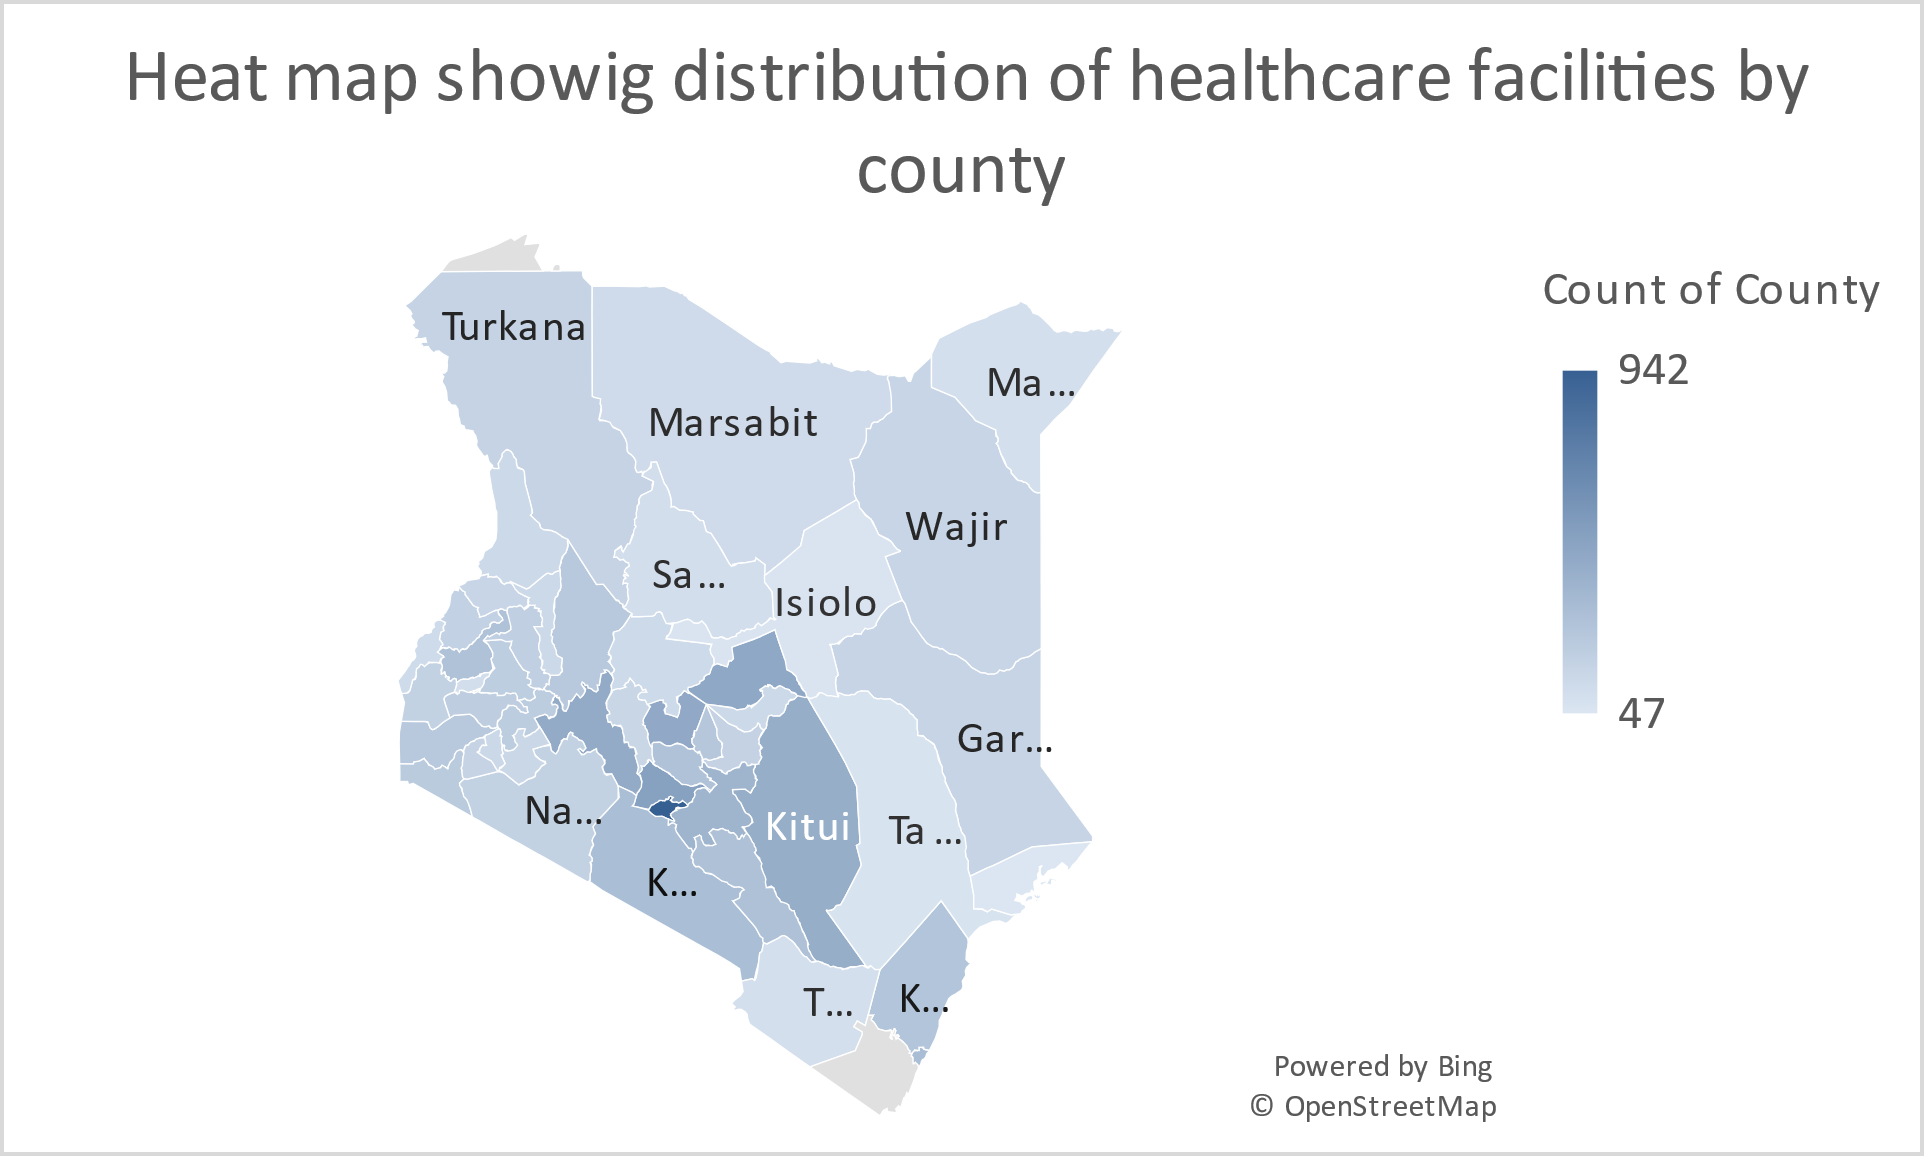 Heat map showig distribution of healthcare facilities by
county
Count of County
942
47
Turkana
Marsabit
Ma...
Wajir
Sa...
Isiolo
Gar...
Na...
Kitui
Ta ...
K...
T...
K...
Powered by Bing
© OpenStreetMap